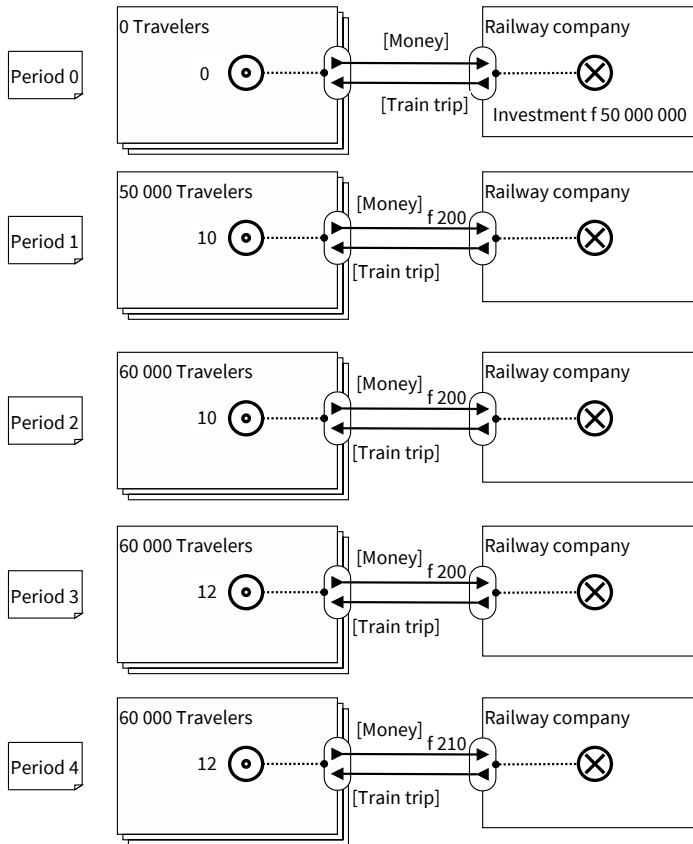 0 Travelers
Railway company
[Money]
Period 0
0
[Train trip]
Investment f 50 000 000
50 000 Travelers
Railway company
[Money]
f 200
Period 1
10
[Train trip]
60 000 Travelers
Railway company
[Money]
f 200
Period 2
10
[Train trip]
60 000 Travelers
Railway company
[Money]
f 200
Period 3
12
[Train trip]
60 000 Travelers
Railway company
[Money]
f 210
Period 4
12
[Train trip]